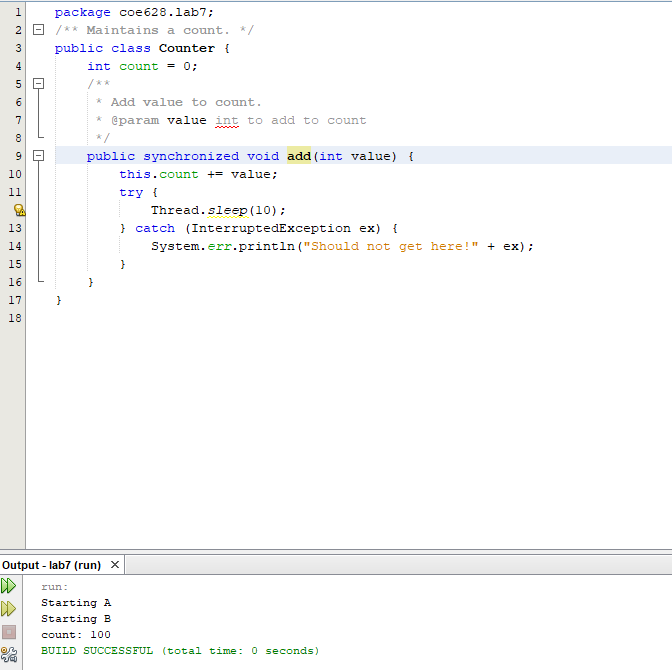 1 package coe628.lab7;
2 /** Maintains a count. */
3 public class Counter {
4 int count = 0;
5 /**
6 * Add value to count.
7 * @param value int to add to count
8 */
9 public synchronized void add(int value) {
10 this.count += value;
11 try {
Thread.sleep(10);
13 } catch (InterruptedException ex) {
14 System.err.println("Should not get here!" + ex);
15 }
16 }
17 }
18
Output - lab7 (run) ×
run:
Starting A
Starting B
count: 100
BUILD SUCCESSFUL (total time: 0 seconds)